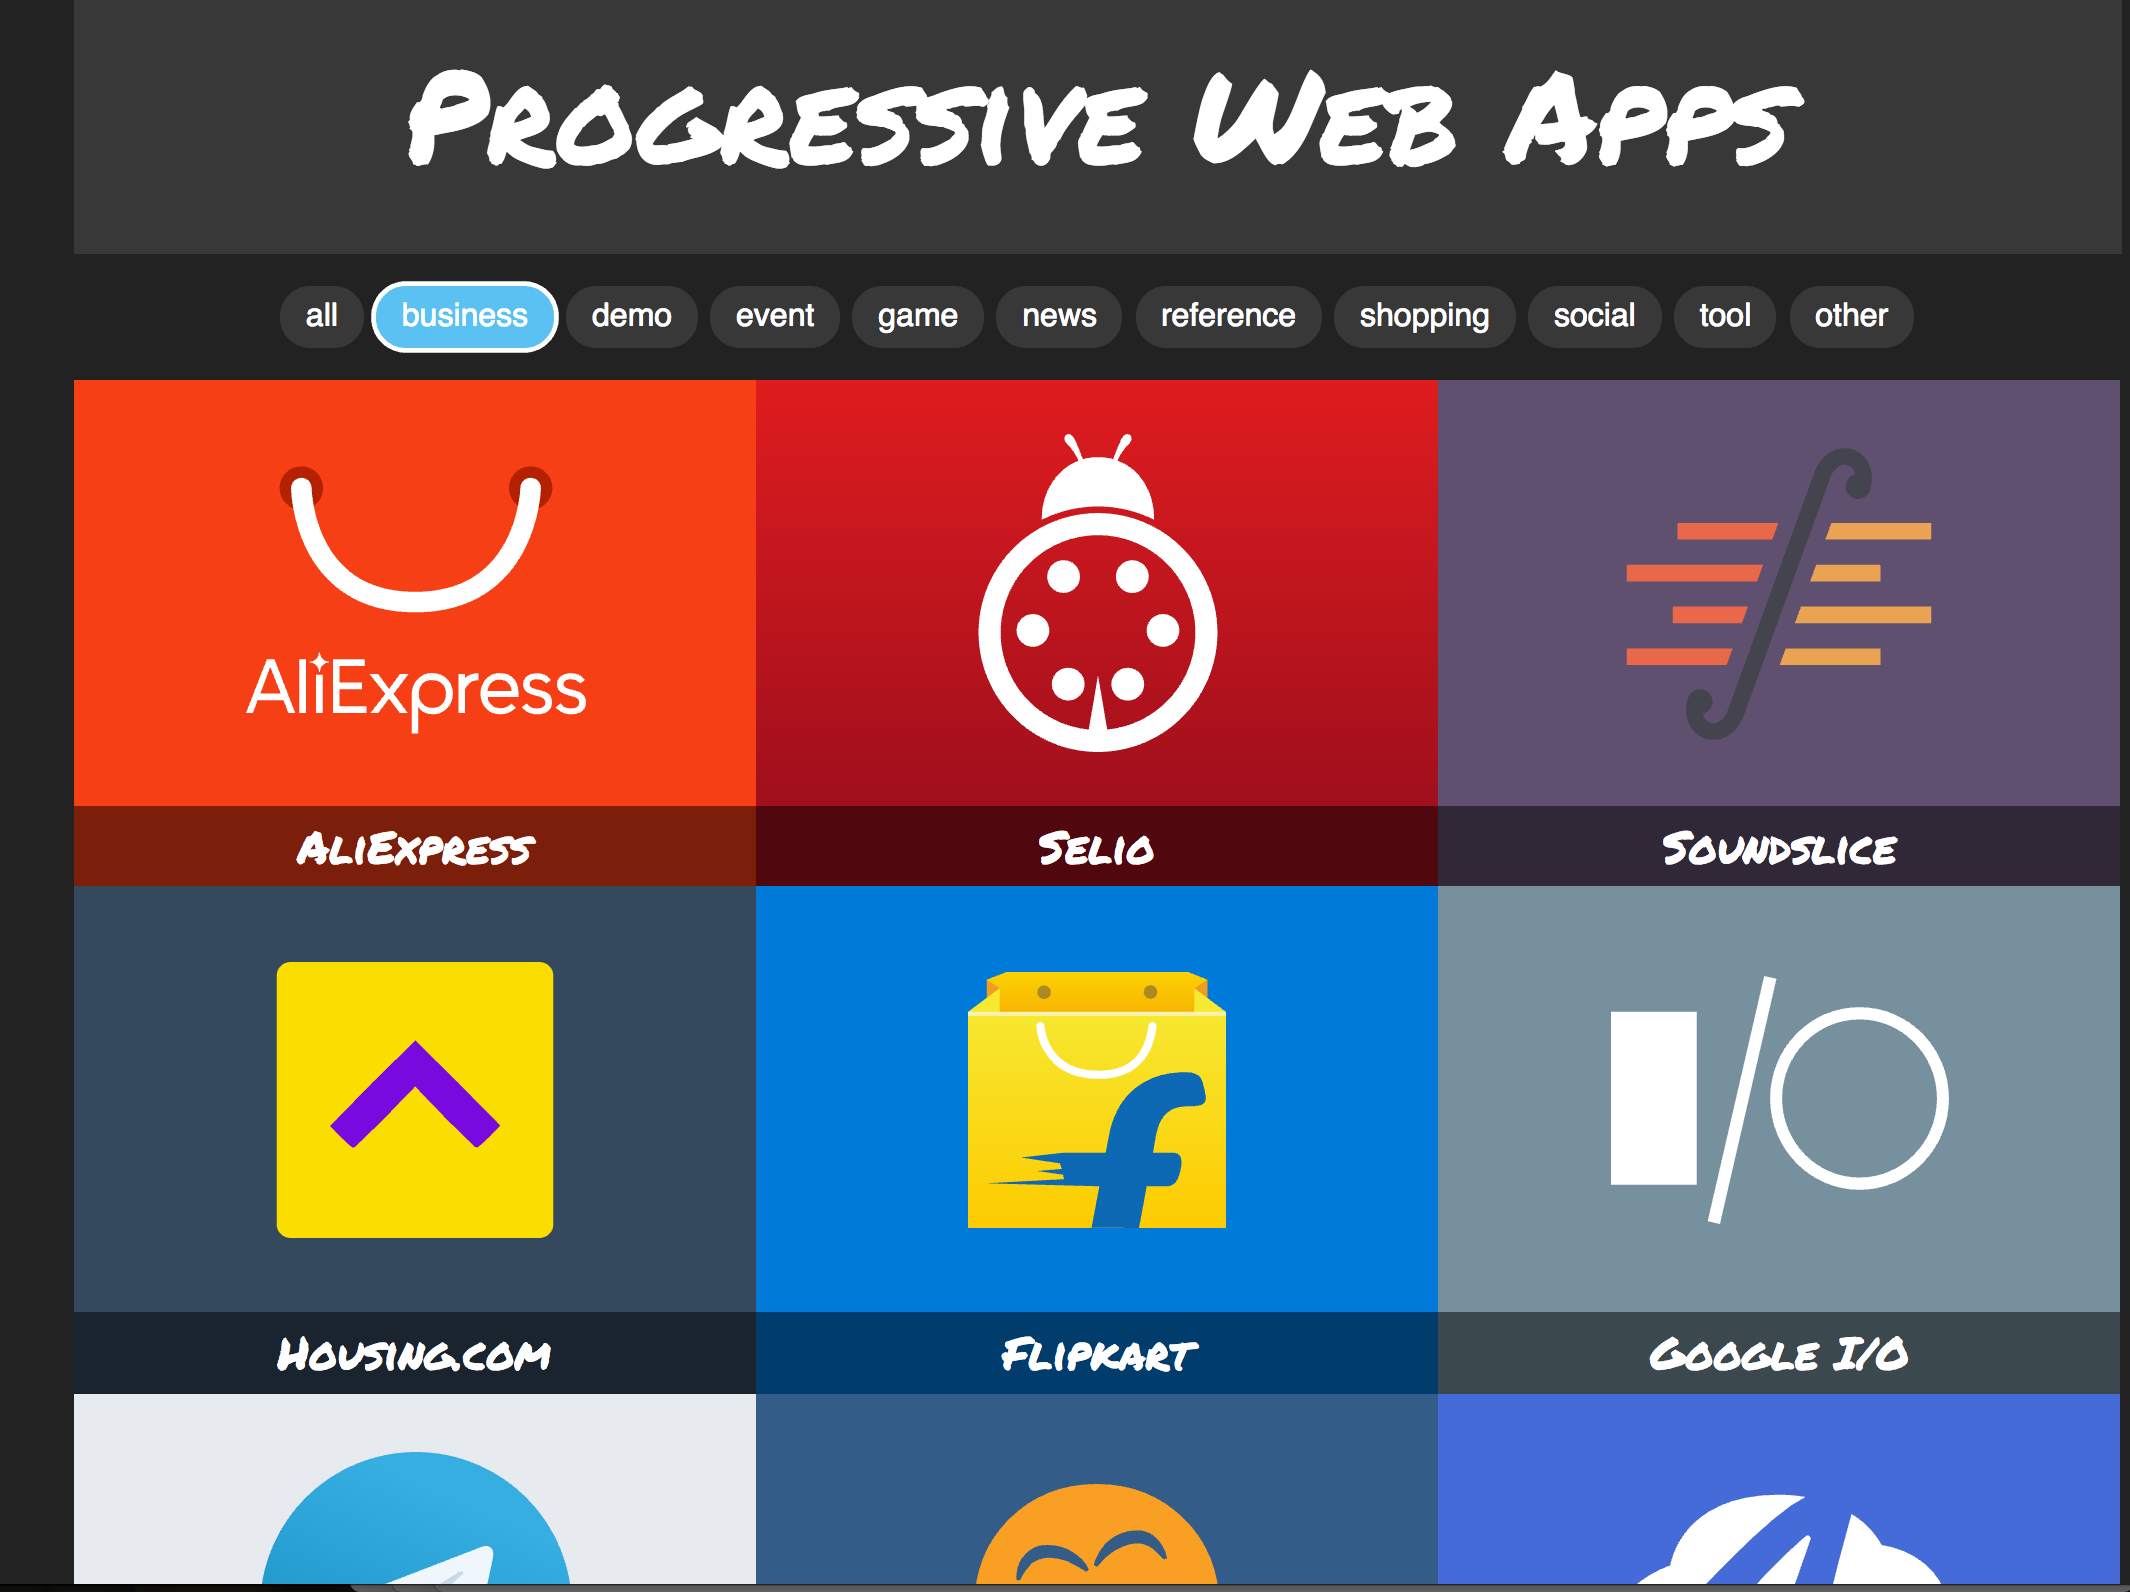 Progressive Web Apps
all business demo event game news reference shopping social tool other
AliExpress
AliExpress Selio Soundslice
f I/O
Housing.com Flipkart Google I/O